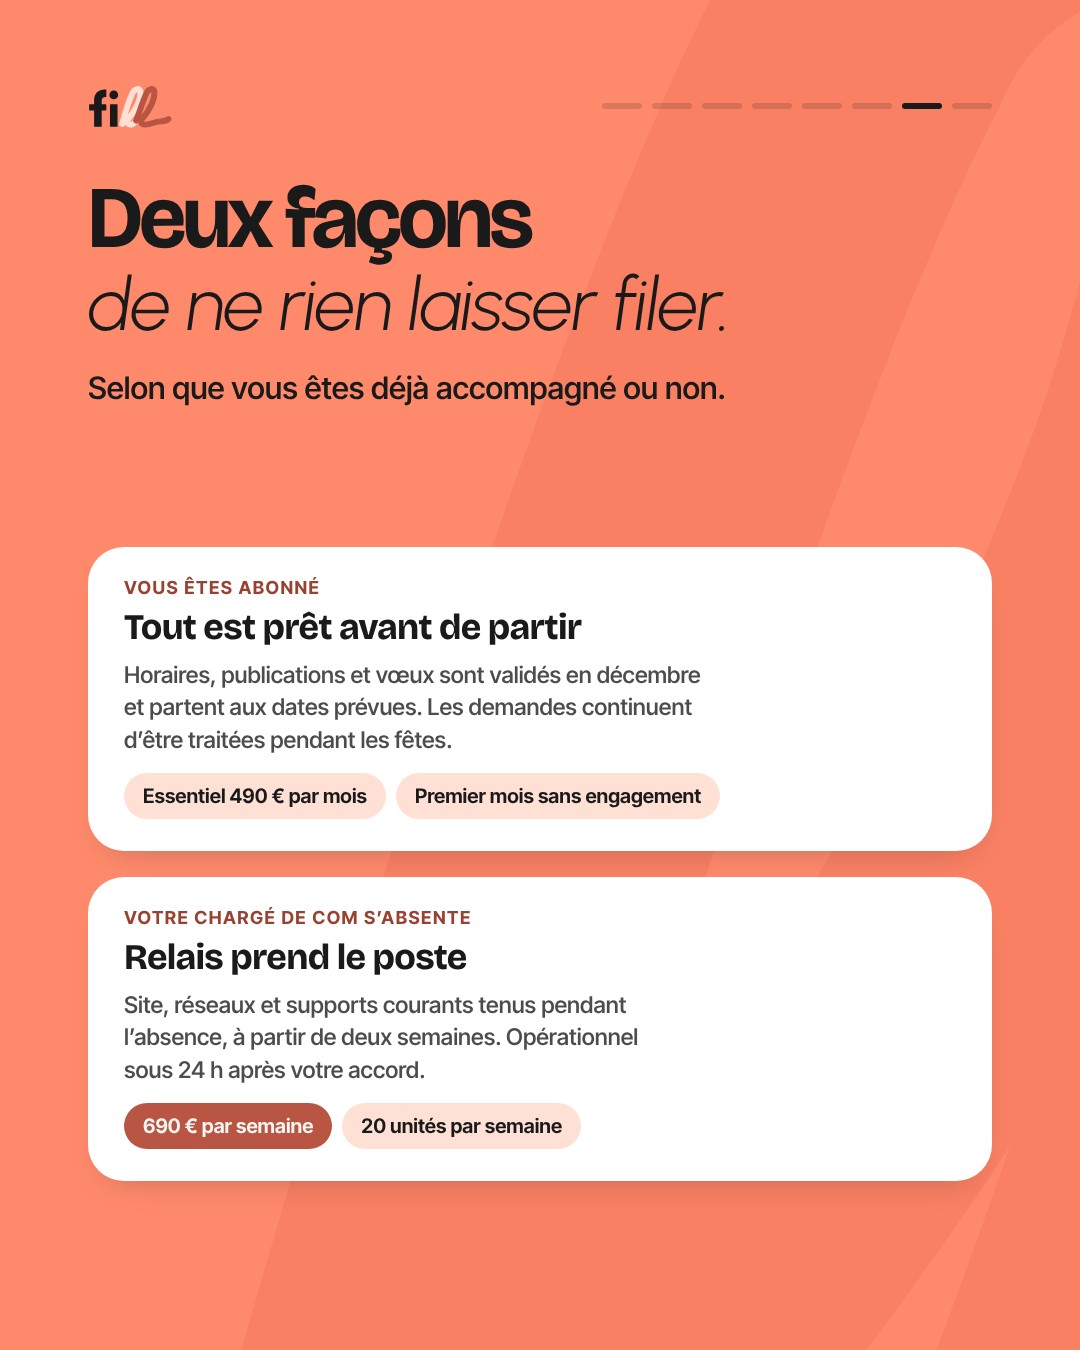 fill
Deux façons
de ne rien laisser filer.
Selon que vous êtes déjà accompagné ou non.
VOUS ÊTES ABONNÉ
Tout est prêt avant de partir
Horaires, publications et vœux sont validés en décembre
et partent aux dates prévues. Les demandes continuent
d’être traitées pendant les fêtes.
Essentiel 490 € par mois
Premier mois sans engagement
VOTRE CHARGÉ DE COM S’ABSENTE
Relais prend le poste
Site, réseaux et supports courants tenus pendant
l’absence, à partir de deux semaines. Opérationnel
sous 24 h après votre accord.
690 € par semaine
20 unités par semaine